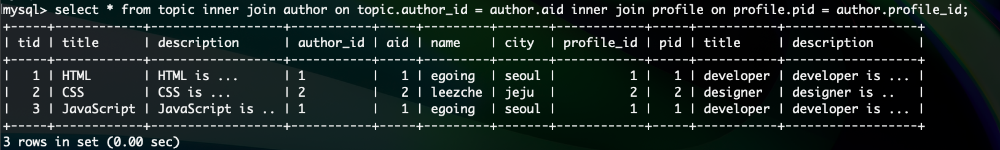 mysql> select * from topic inner join author on topic.author_id = author.aid inner join profile on profile.pid = author.profile_id;
+-----+------------+-------------------+-----------+-----+---------+-------+------------+-----+-----------+------------------+
| tid | title      | description       | author_id | aid | name    | city  | profile_id | pid | title     | description      |
+-----+------------+-------------------+-----------+-----+---------+-------+------------+-----+-----------+------------------+
|   1 | HTML       | HTML is ...       | 1         |   1 | egoing  | seoul |          1 |   1 | developer | developer is ... |
|   2 | CSS        | CSS is ...        | 2         |   2 | leezche | jeju  |          2 |   2 | designer  | designer is ..   |
|   3 | JavaScript | JavaScript is ..  | 1         |   1 | egoing  | seoul |          1 |   1 | developer | developer is ... |
+-----+------------+-------------------+-----------+-----+---------+-------+------------+-----+-----------+------------------+
3 rows in set (0.00 sec)